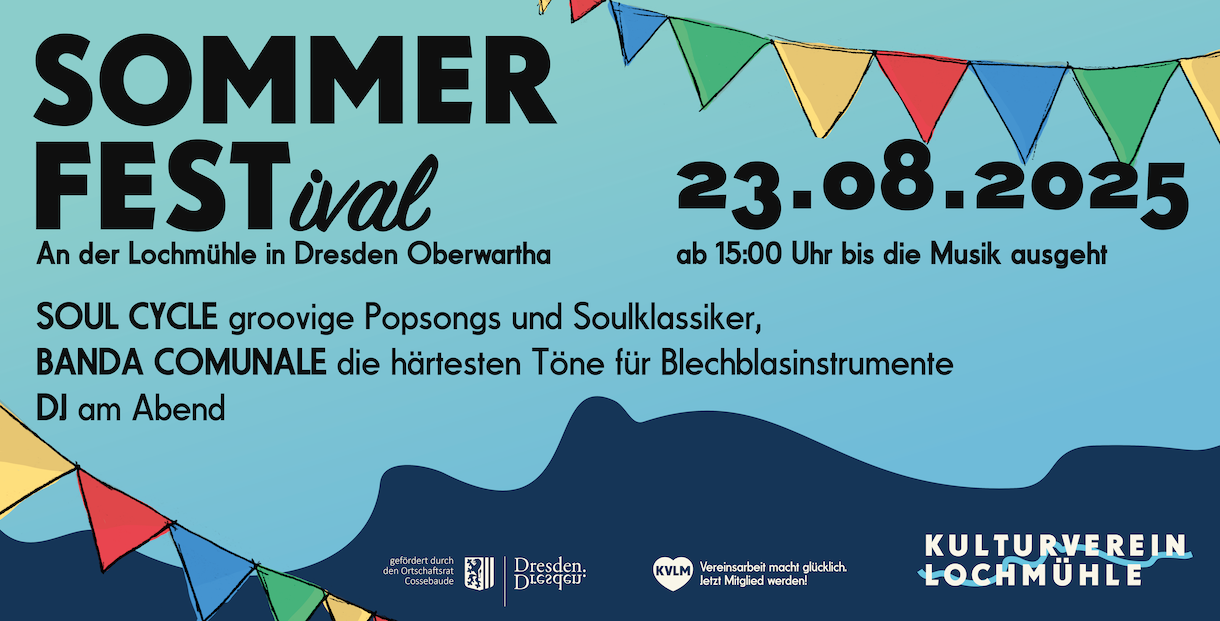 SOMMER
FESTival
An der Lochmühle in Dresden Oberwartha
23.08.2025
ab 15:00 Uhr bis die Musik ausgeht
SOUL CYCLE groovige Popsongs und Soulklassiker,
BANDA COMUNALE die härtesten Töne für Blechblasinstrumente
DJ am Abend
gefördert durch
den Ortschaftsrat
Cossebaude
Dresden.
Dresden.
KVLM
Vereinsarbeit macht glücklich.
Jetzt Mitglied werden!
KULTURVEREIN
LOCHMÜHLE